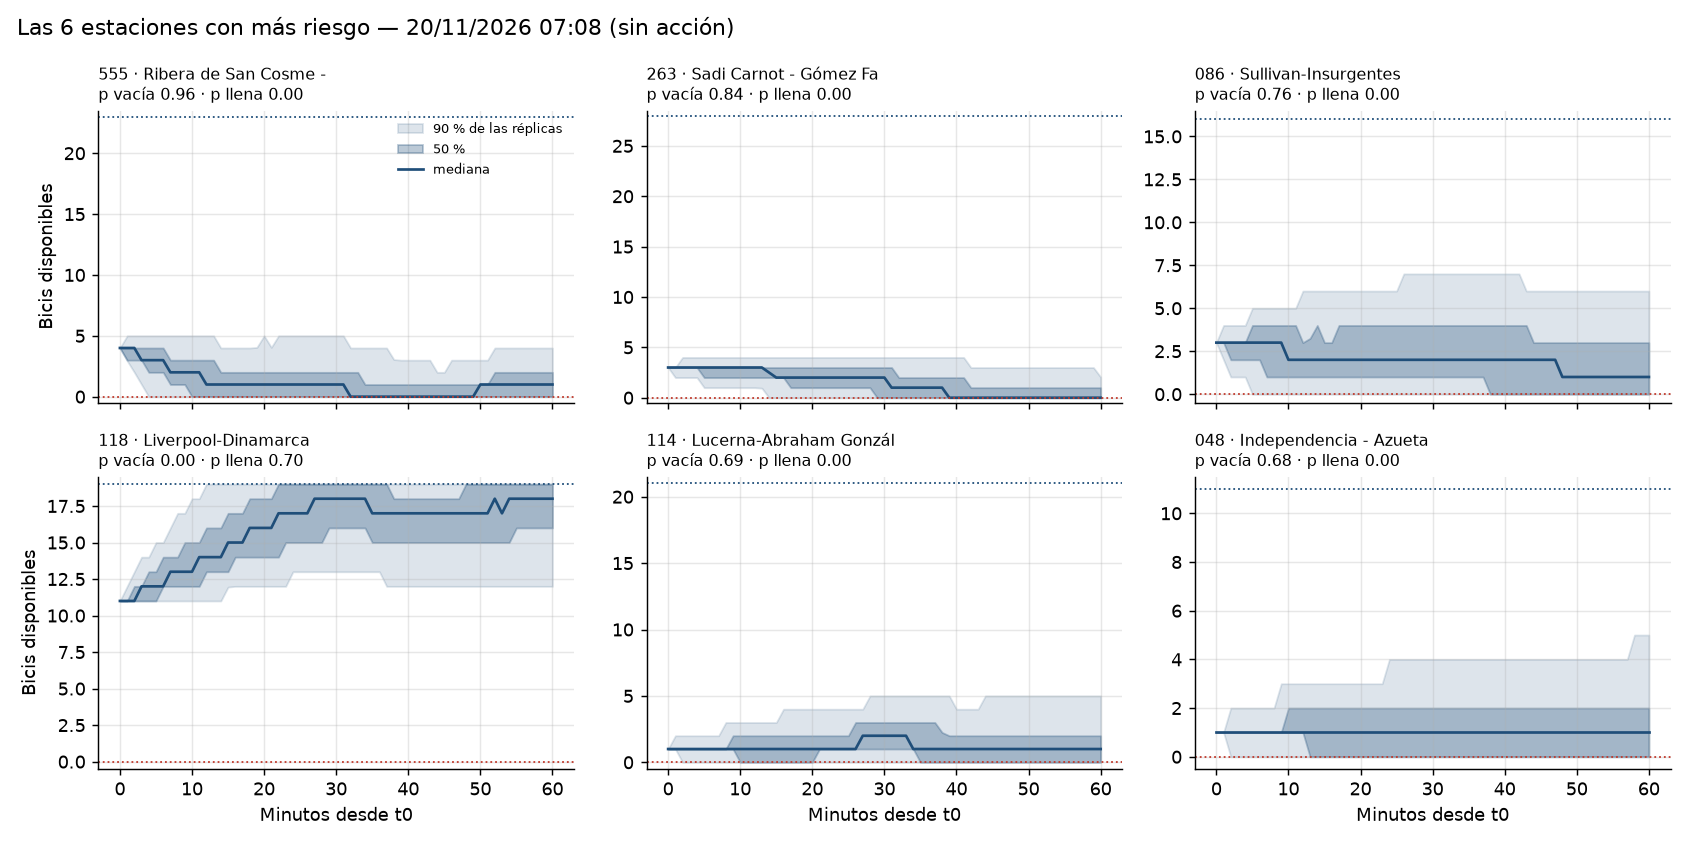 Las 6 estaciones con más riesgo — 20/11/2026 07:08 (sin acción)
555 · Ribera de San Cosme -
p vacía 0.96 · p llena 0.00
90 % de las réplicas
50 %
mediana
Bicis disponibles
20
15
10
5
0
263 · Sadi Carnot - Gómez Fa
p vacía 0.84 · p llena 0.00
25
20
15
10
5
0
086 · Sullivan-Insurgentes
p vacía 0.76 · p llena 0.00
15.0
12.5
10.0
7.5
5.0
2.5
0.0
118 · Liverpool-Dinamarca
p vacía 0.00 · p llena 0.70
Bicis disponibles
17.5
15.0
12.5
10.0
7.5
5.0
2.5
0.0
0 10 20 30 40 50 60
Minutos desde t0
114 · Lucerna-Abraham Gonzál
p vacía 0.69 · p llena 0.00
20
15
10
5
0
0 10 20 30 40 50 60
Minutos desde t0
048 · Independencia - Azueta
p vacía 0.68 · p llena 0.00
10
8
6
4
2
0
0 10 20 30 40 50 60
Minutos desde t0